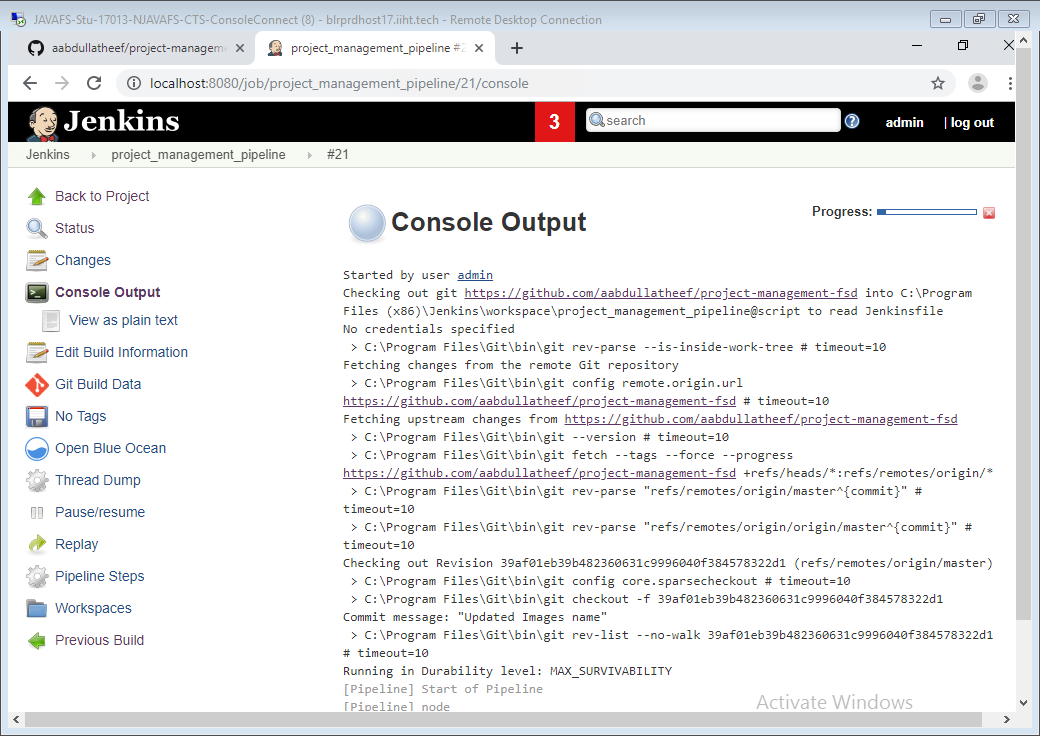 JAVAFS-Stu-17013-NJAVAFS-CTS-ConsoleConnect (8) - blrprdhost17.iiht.tech - Remote Desktop Connection
aabdullatheef/project-managem
project_management_pipeline #2
localhost:8080/job/project_management_pipeline/21/console
Jenkins
3
search
admin
| log out
Jenkins
project_management_pipeline
#21
Back to Project
Status
Changes
Console Output
View as plain text
Edit Build Information
Git Build Data
No Tags
Open Blue Ocean
Thread Dump
Pause/resume
Replay
Pipeline Steps
Workspaces
Previous Build
Console Output
Progress:
Started by user admin
Checking out git https://github.com/aabdullatheef/project-management-fsd into C:\Program
Files (x86)\Jenkins\workspace\project_management_pipeline@script to read Jenkinsfile
No credentials specified
> C:\Program Files\Git\bin\git rev-parse --is-inside-work-tree # timeout=10
Fetching changes from the remote Git repository
> C:\Program Files\Git\bin\git config remote.origin.url
https://github.com/aabdullatheef/project-management-fsd # timeout=10
Fetching upstream changes from https://github.com/aabdullatheef/project-management-fsd
> C:\Program Files\Git\bin\git --version # timeout=10
> C:\Program Files\Git\bin\git fetch --tags --force --progress
https://github.com/aabdullatheef/project-management-fsd +refs/heads/*:refs/remotes/origin/*
> C:\Program Files\Git\bin\git rev-parse "refs/remotes/origin/master^{commit}" #
timeout=10
> C:\Program Files\Git\bin\git rev-parse "refs/remotes/origin/origin/master^{commit}" #
timeout=10
Checking out Revision 39af01eb39b482360631c9996040f384578322d1 (refs/remotes/origin/master)
> C:\Program Files\Git\bin\git config core.sparsecheckout # timeout=10
> C:\Program Files\Git\bin\git checkout -f 39af01eb39b482360631c9996040f384578322d1
Commit message: "Updated Images name"
> C:\Program Files\Git\bin\git rev-list --no-walk 39af01eb39b482360631c9996040f384578322d1
# timeout=10
Running in Durability level: MAX_SURVIVABILITY
[Pipeline] Start of Pipeline
[Pipeline] node
Activate Windows